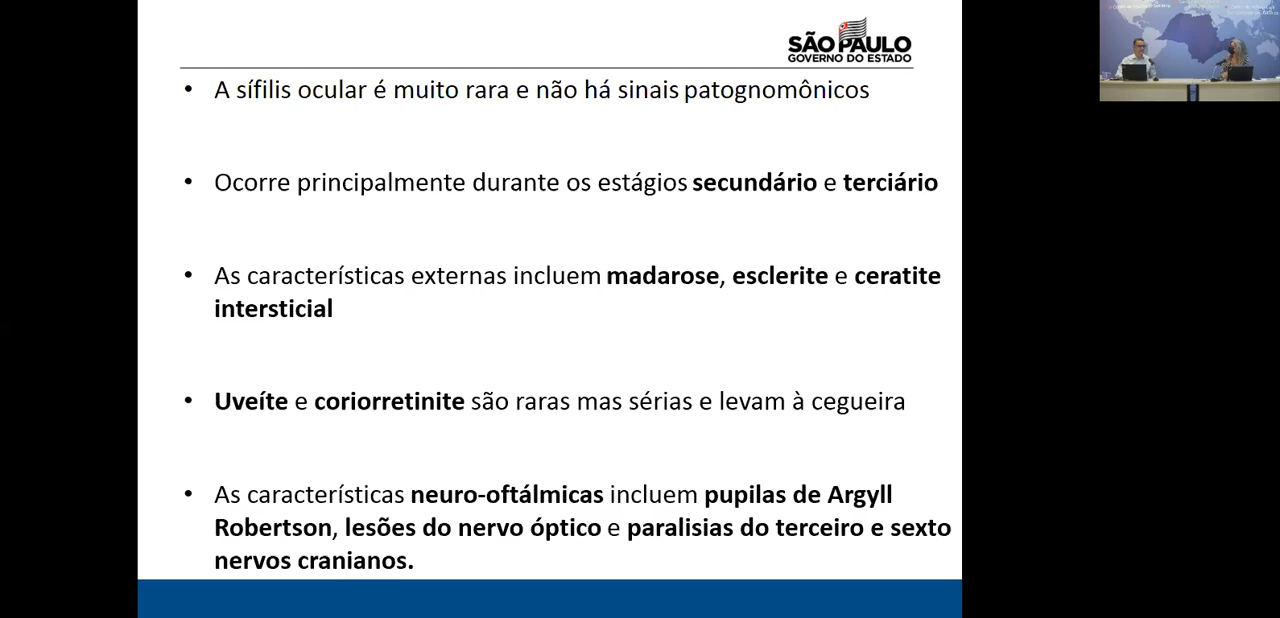 SÃO PAULO
GOVERNO DO ESTADO
• A sífilis ocular é muito rara e não há sinais patognomônicos
• Ocorre principalmente durante os estágios secundário e terciário
• As características externas incluem madarose, esclerite e ceratite
intersticial
• Uveíte e coriorretinite são raras mas sérias e levam à cegueira
• As características neuro-oftálmicas incluem pupilas de Argyll
Robertson, lesões do nervo óptico e paralisias do terceiro e sexto
nervos cranianos.